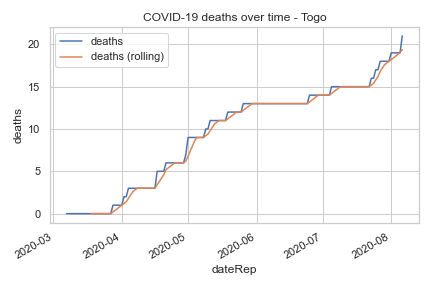 COVID-19 deaths over time - Togo
deaths
deaths (rolling)
20
15
10
5
0
deaths
2020-03
2020-04
2020-05
2020-06
2020-07
2020-08
dateRep